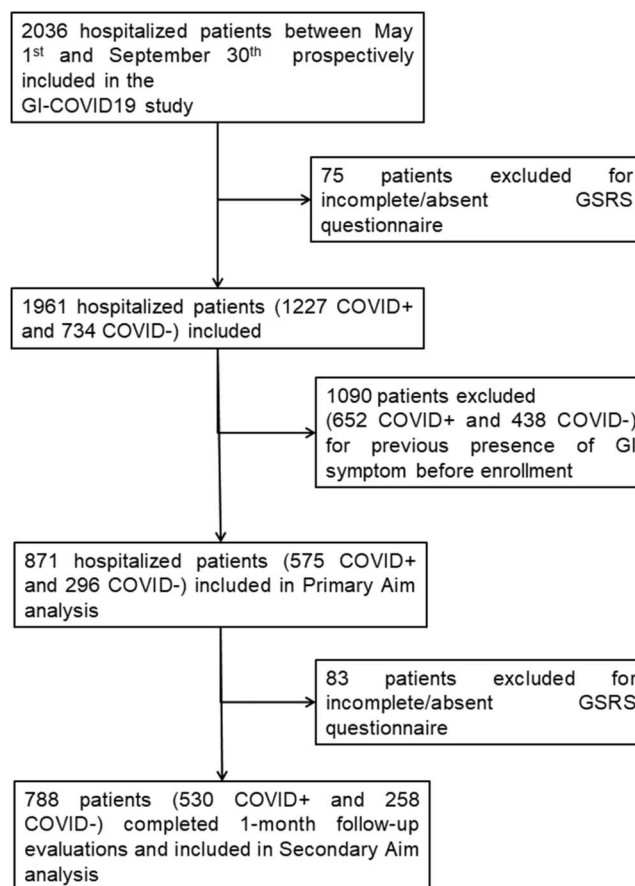 2036 hospitalized patients between May
1st and September 30th prospectively
included in the
GI-COVID19 study
75 patients excluded for
incomplete/absent GSRS
questionnaire
1961 hospitalized patients (1227 COVID+
and 734 COVID-) included
1090 patients excluded
(652 COVID+ and 438 COVID-)
for previous presence of GI
symptom before enrollment
871 hospitalized patients (575 COVID+
and 296 COVID-) included in Primary Aim
analysis
83 patients excluded for
incomplete/absent GSRS
questionnaire
788 patients (530 COVID+ and 258
COVID-) completed 1-month follow-up
evaluations and included in Secondary Aim
analysis